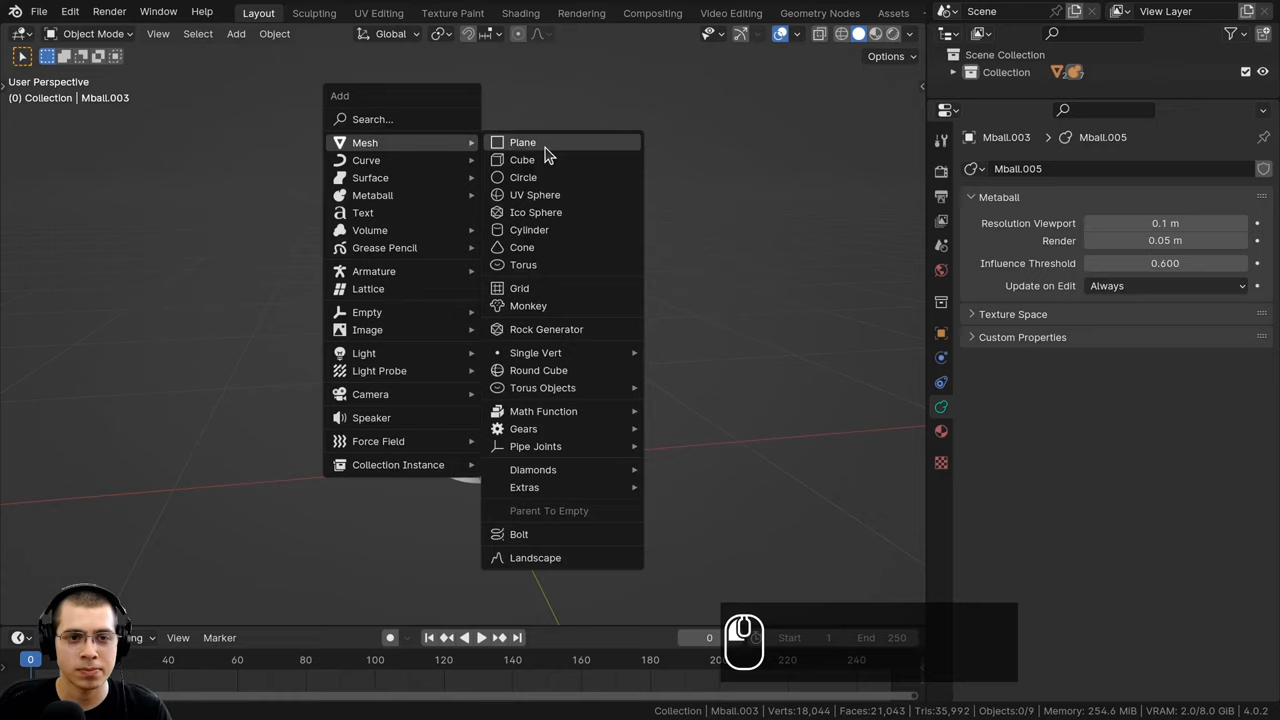 File Edit Render Window Help Layout Sculpting UV Editing Texture Paint Shading Rendering Compositing Video Editing Geometry Nodes Assets Scene View Layer
Object Mode View Select Add Object Global
Options
User Perspective
(0) Collection | Mball.003
Add
Search...
Mesh
Curve
Surface
Metaball
Text
Volume
Grease Pencil
Armature
Lattice
Empty
Image
Light
Light Probe
Camera
Speaker
Force Field
Collection Instance
Plane
Cube
Circle
UV Sphere
Ico Sphere
Cylinder
Cone
Torus
Grid
Monkey
Rock Generator
Single Vert
Round Cube
Torus Objects
Math Function
Gears
Pipe Joints
Diamonds
Extras
Parent To Empty
Bolt
Landscape
Scene Collection
Collection 2 7
Mball.003 Mball.005
Mball.005
Metaball
Resolution Viewport 0.1 m
Render 0.05 m
Influence Threshold 0.600
Update on Edit Always
Texture Space
Custom Properties
View Marker 0 Start 1 End 250
0 40 60 80 100 120 140 160 180 220 240
Collection | Mball.003 | Verts:18,044 | Faces:21,043 | Tris:35,992 | Objects:0/9 | Memory: 254.6 MiB | VRAM: 2.0/8.0 GiB | 4.0.2